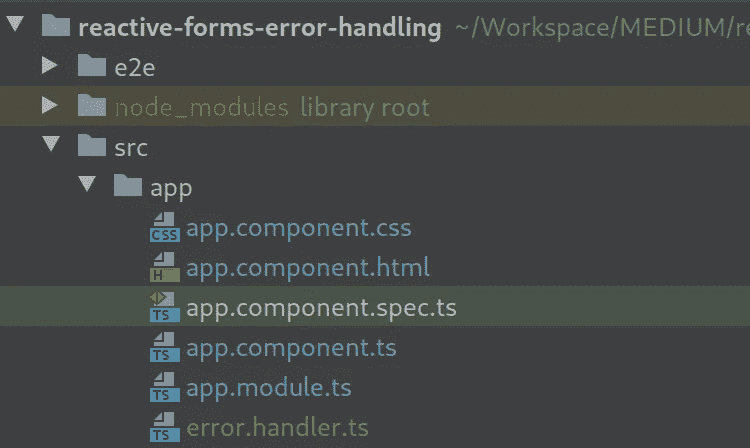 reactive-forms-error-handling ~/Workspace/MEDIUM/re
e2e
node_modules library root
src
app
CSS app.component.css
H app.component.html
TS app.component.spec.ts
TS app.component.ts
TS app.module.ts
TS error.handler.ts